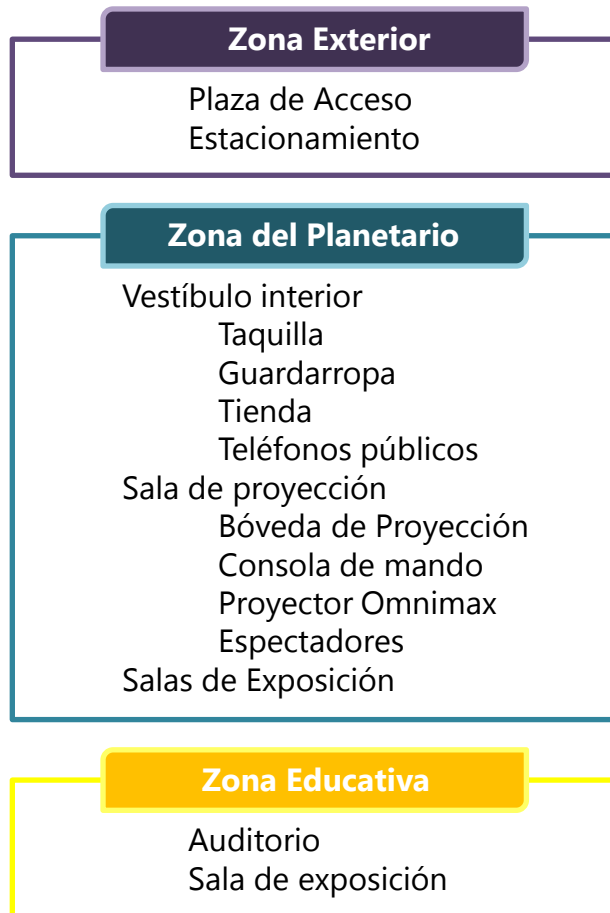 Zona Exterior
Plaza de Acceso
Estacionamiento
Zona del Planetario
Vestíbulo interior
Taquilla
Guardarropa
Tienda
Teléfonos públicos
Sala de proyección
Bóveda de Proyección
Consola de mando
Proyector Omnimax
Espectadores
Salas de Exposición
Zona Educativa
Auditorio
Sala de exposición